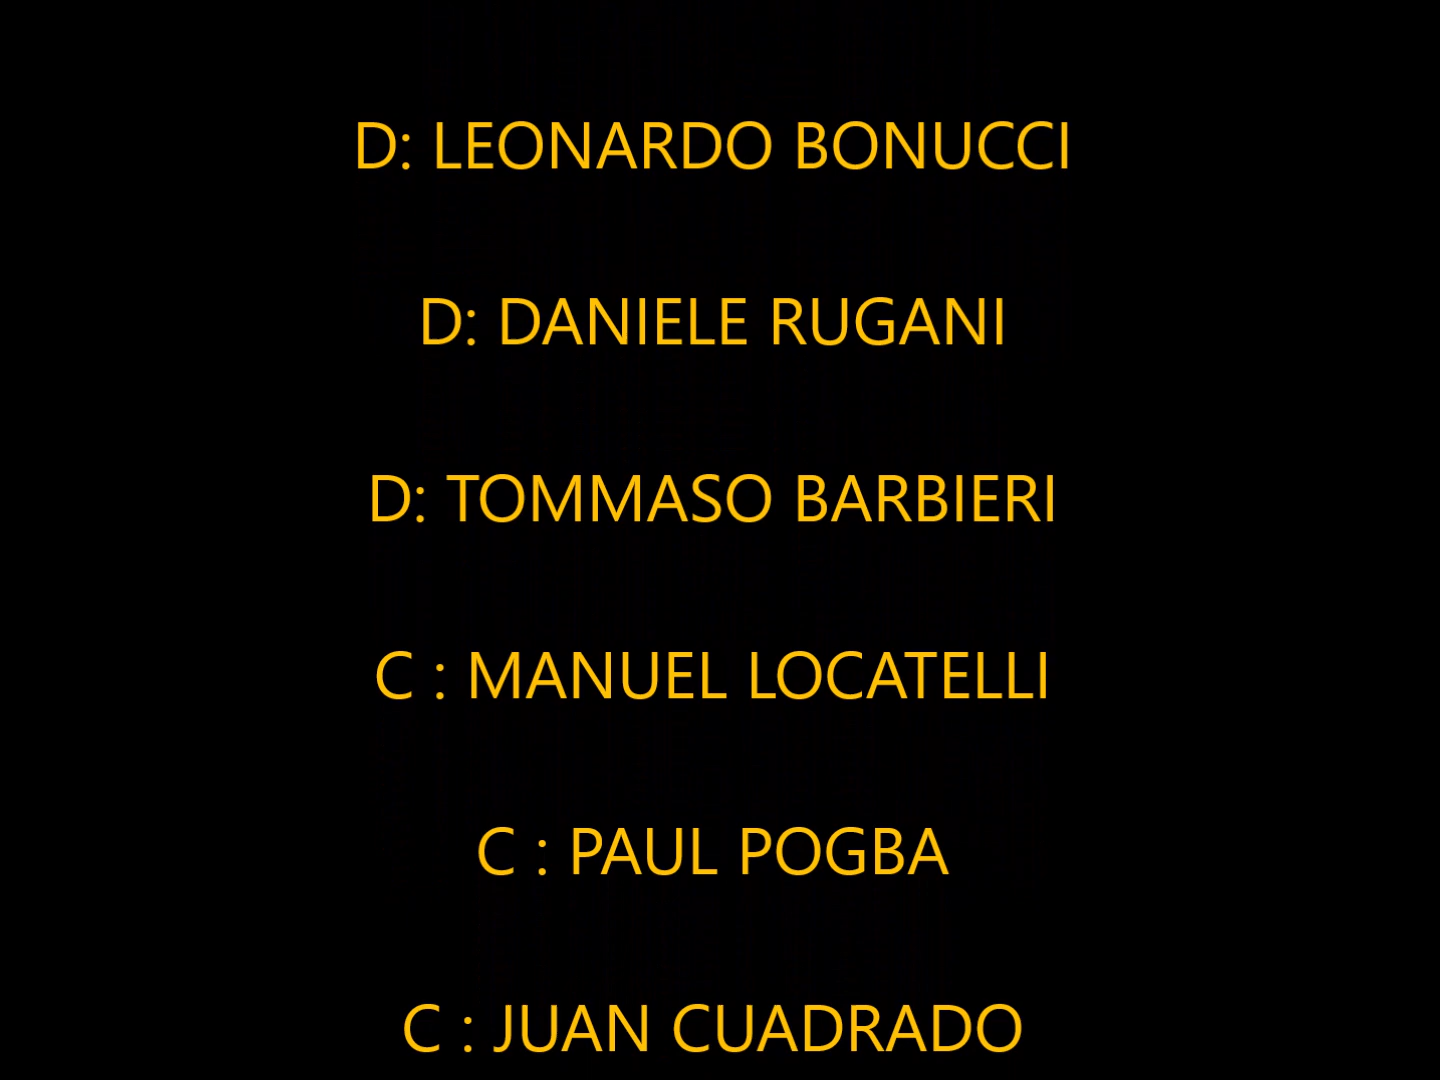 D: LEONARDO BONUCCI
D: DANIELE RUGANI
D: TOMMASO BARBIERI
C : MANUEL LOCATELLI
C : PAUL POGBA
C : JUAN CUADRADO